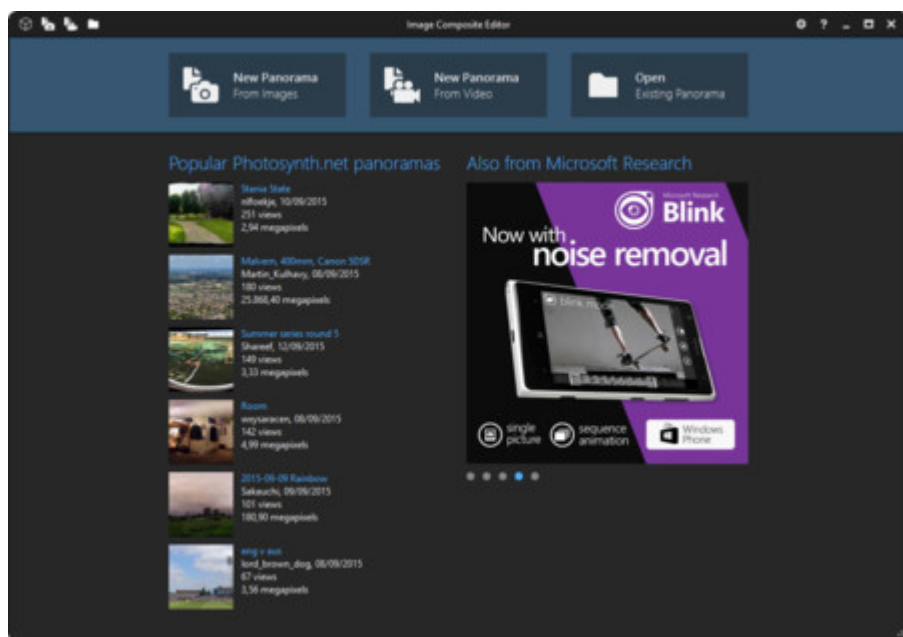 Image Composite Editor
?
New Panorama
From Images
New Panorama
From Video
Open
Existing Panorama
Popular Photosynth.net panoramas
Stania State
nlfoekje, 10/09/2015
251 views
2,94 megapixels
Malvern, 400mm, Canon 5DSR
Martin_Kulhavy, 08/09/2015
180 views
25.868,40 megapixels
Summer series round 5
Shareef, 12/09/2015
149 views
3,33 megapixels
Room
weysaracen, 08/09/2015
142 views
4,99 megapixels
2015-09-09 Rainbow
Sakauchi, 09/09/2015
101 views
180,90 megapixels
eng v aus
lord_brown_dog, 08/09/2015
67 views
3,56 megapixels
Also from Microsoft Research
Microsoft Research
Blink
Now with
noise removal
blink mode
single
picture
sequence
animation
Windows
Phone